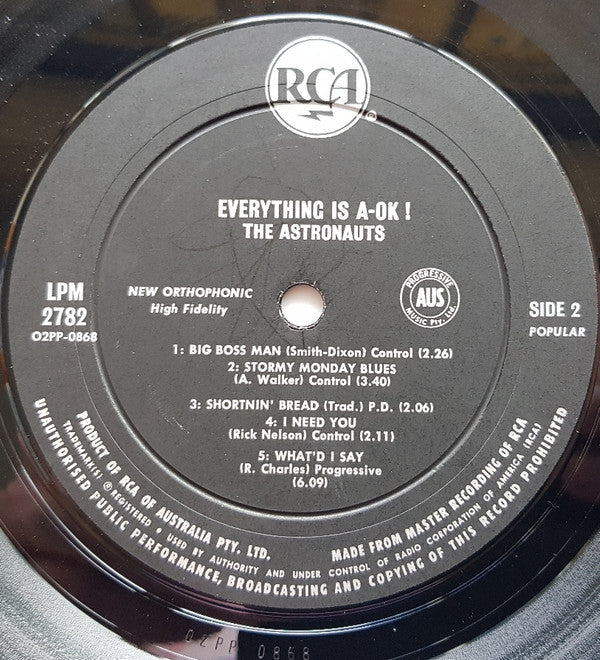 RCA
®
EVERYTHING IS A-OK !
THE ASTRONAUTS
LPM
2782
O2PP-0868
NEW ORTHOPHONIC
High Fidelity
PROGRESSIVE
AUS
MUSIC Pty. Ltd.
SIDE 2
POPULAR
1: BIG BOSS MAN (Smith-Dixon) Control (2.26)
2: STORMY MONDAY BLUES
(A. Walker) Control (3.40)
3: SHORTNIN' BREAD (Trad.) P.D. (2.06)
4: I NEED YOU
(Rick Nelson) Control (2.11)
5: WHAT'D I SAY
(R. Charles) Progressive
(6.09)
PRODUCT OF RCA OF AUSTRALIA PTY. LTD.
MADE FROM MASTER RECORDING OF RCA
TRADEMARK(S) ® REGISTERED • USED BY AUTHORITY AND UNDER CONTROL OF RADIO CORPORATION OF AMERICA (RCA)
UNAUTHORISED PUBLIC PERFORMANCE, BROADCASTING AND COPYING OF THIS RECORD PROHIBITED
O2PP 0868